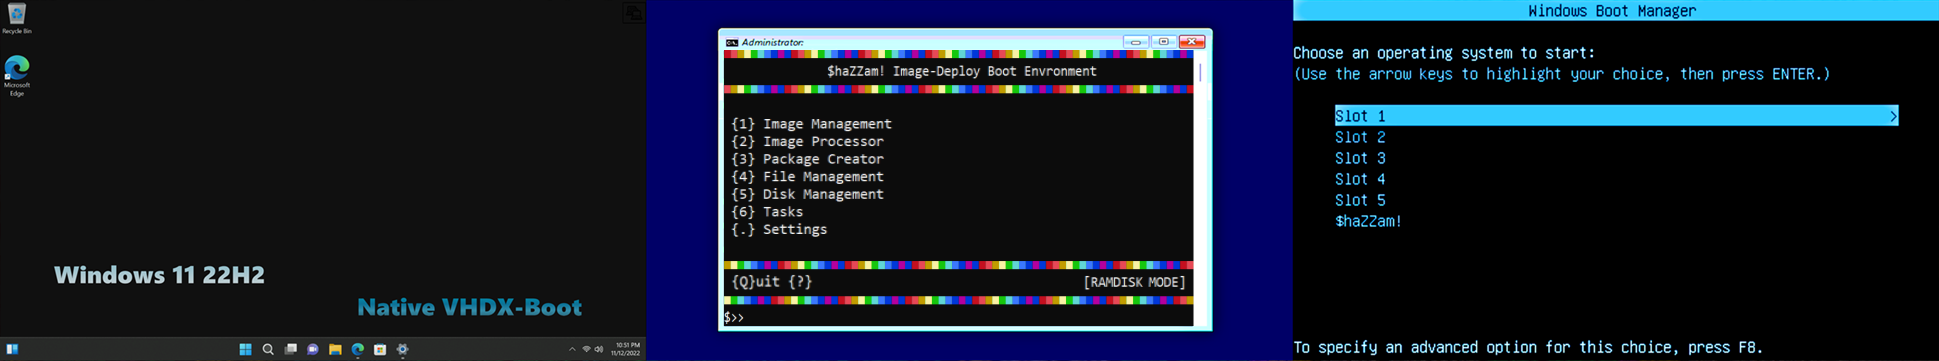 Recycle Bin
Microsoft
Edge
Windows 11 22H2
Native VHDX-Boot
10:51 PM
11/12/2022
Administrator:
$haZZam! Image-Deploy Boot Envronment
{1} Image Management
{2} Image Processor
{3} Package Creator
{4} File Management
{5} Disk Management
{6} Tasks
{.} Settings
{Q}uit {?} [RAMDISK MODE]
$>>
Windows Boot Manager
Choose an operating system to start:
(Use the arrow keys to highlight your choice, then press ENTER.)
Slot 1 >
Slot 2
Slot 3
Slot 4
Slot 5
$haZZam!
To specify an advanced option for this choice, press F8.